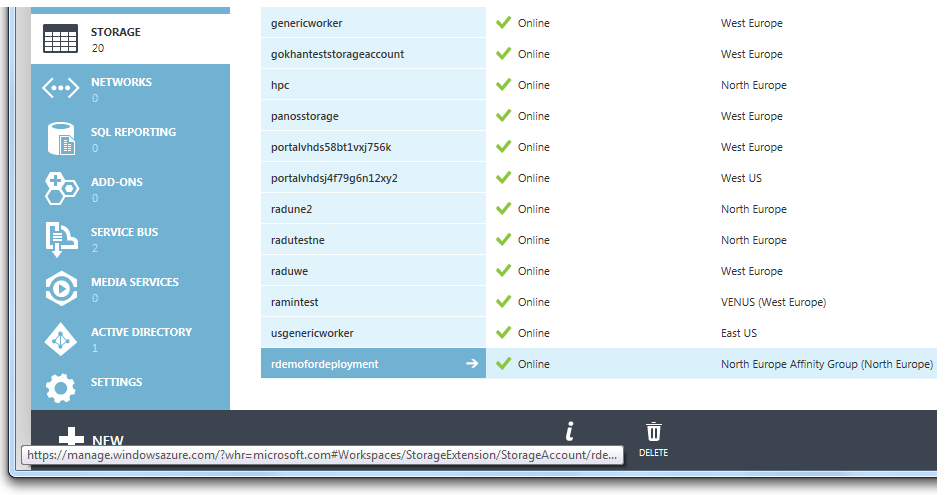 STORAGE
20
NETWORKS
0
SQL REPORTING
0
ADD-ONS
0
SERVICE BUS
2
MEDIA SERVICES
0
ACTIVE DIRECTORY
1
SETTINGS
genericworker Online West Europe
gokhanteststorageaccount Online West Europe
hpc Online North Europe
panosstorage Online West Europe
portalvhds58bt1vxj756k Online West Europe
portalvhdsj4f79g6n12xy2 Online West US
radune2 Online North Europe
radutestne Online North Europe
raduwe Online West Europe
ramintest Online VENUS (West Europe)
usgenericworker Online East US
rdemofordeployment Online North Europe Affinity Group (North Europe)
NEW
DELETE
https://manage.windowsazure.com/?whr=microsoft.com#Workspaces/StorageExtension/StorageAccount/rde...